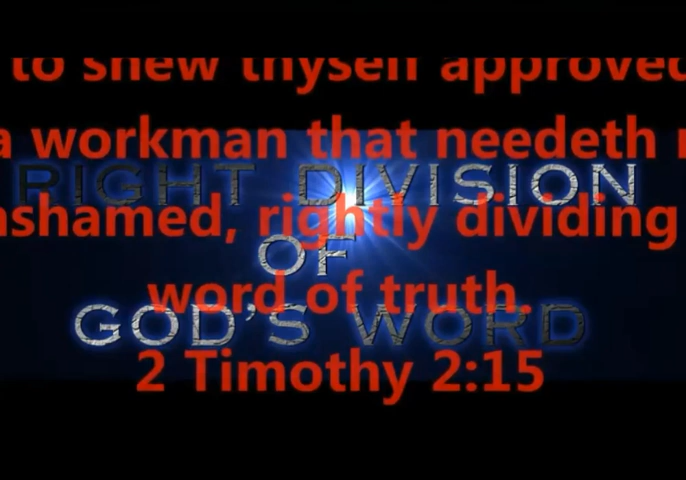 to shew thyself approved
a workman that needeth
RIGHT DIVISION
ashamed, rightly dividing
OF
word of truth.
GOD'S WORD
2 Timothy 2:15